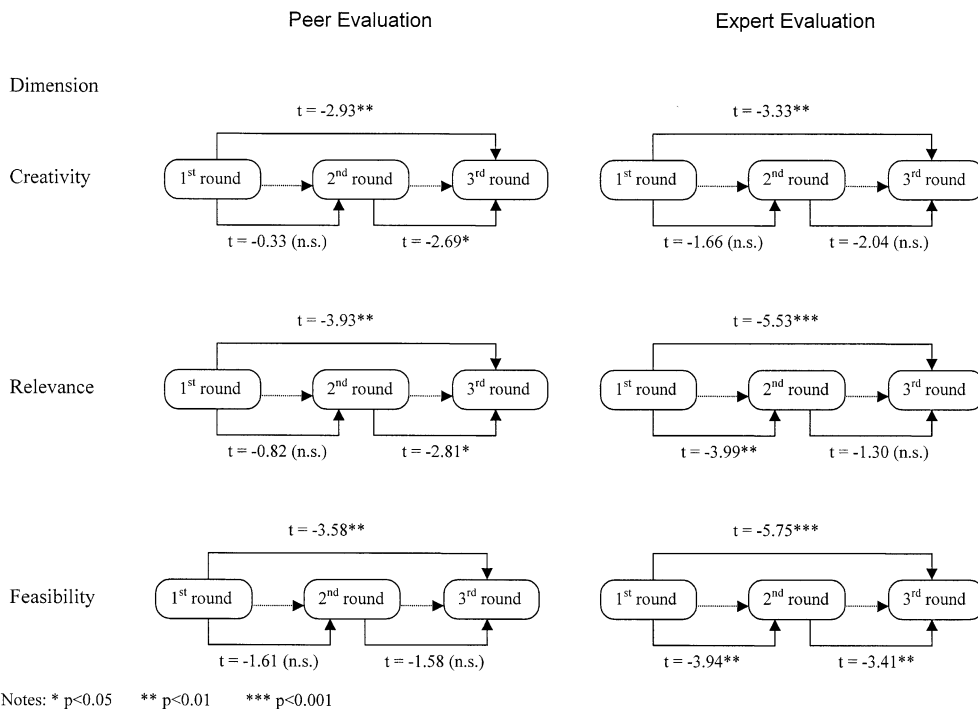 Peer Evaluation Expert Evaluation
Dimension
t = -2.93** t = -3.33**
Creativity 1st round 2nd round 3rd round 1st round 2nd round 3rd round
t = -0.33 (n.s.) t = -2.69* t = -1.66 (n.s.) t = -2.04 (n.s.)
t = -3.93** t = -5.53***
Relevance 1st round 2nd round 3rd round 1st round 2nd round 3rd round
t = -0.82 (n.s.) t = -2.81* t = -3.99** t = -1.30 (n.s.)
t = -3.58** t = -5.75***
Feasibility 1st round 2nd round 3rd round 1st round 2nd round 3rd round
t = -1.61 (n.s.) t = -1.58 (n.s.) t = -3.94** t = -3.41**
Notes: * p<0.05 ** p<0.01 *** p<0.001